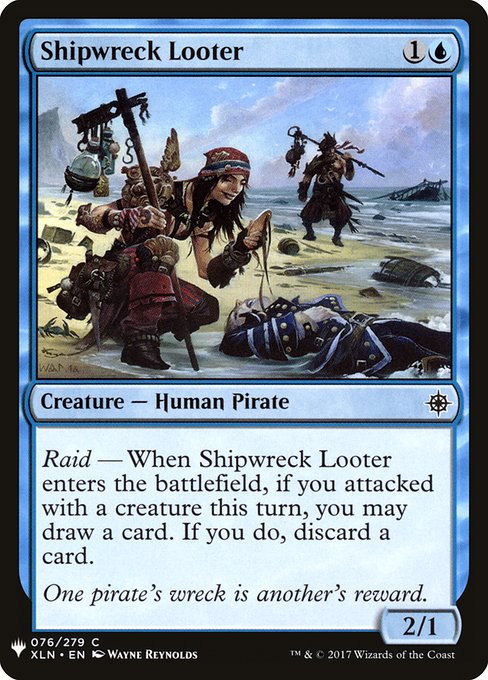 Shipwreck Looter 1
Creature — Human Pirate
Raid — When Shipwreck Looter
enters the battlefield, if you attacked
with a creature this turn, you may
draw a card. If you do, discard a
card.
One pirate's wreck is another's reward.
2/1
076/279 C
XLN • EN Wayne Reynolds
™ & © 2017 Wizards of the Coast